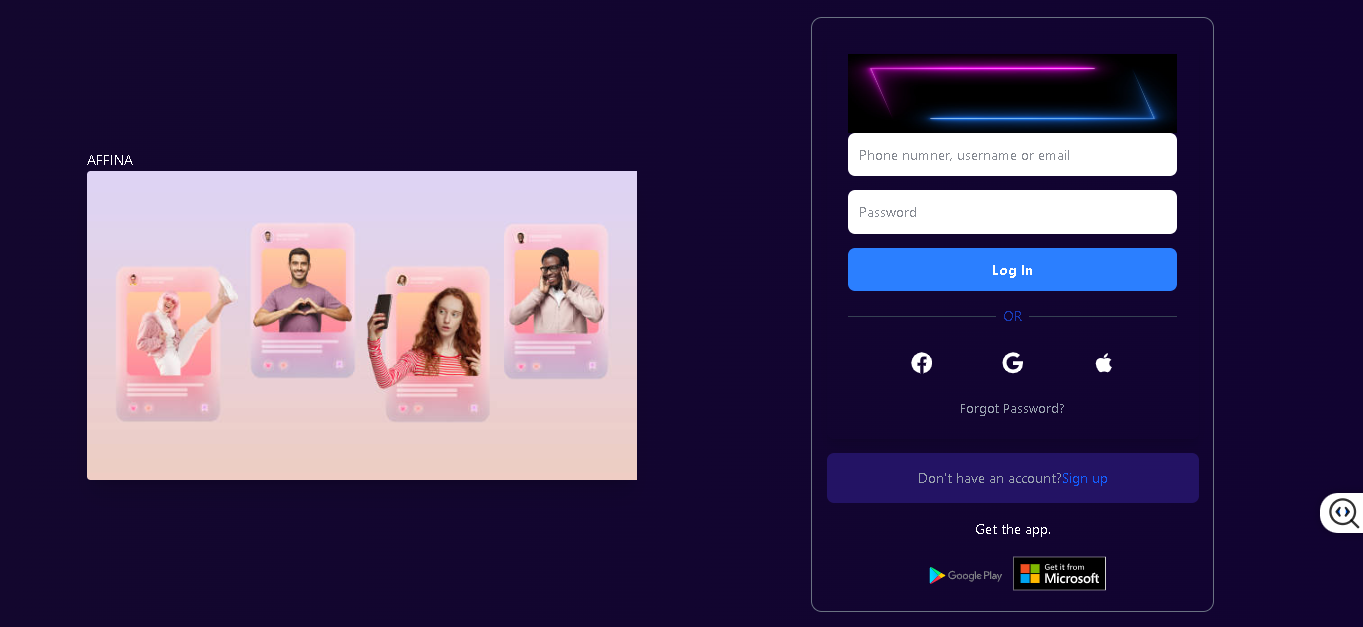 AFFINA
Phone numner, username or email
Password
Log In
OR
Forgot Password?
Don't have an account?Sign up
Get the app.
Google Play
Get it from
Microsoft